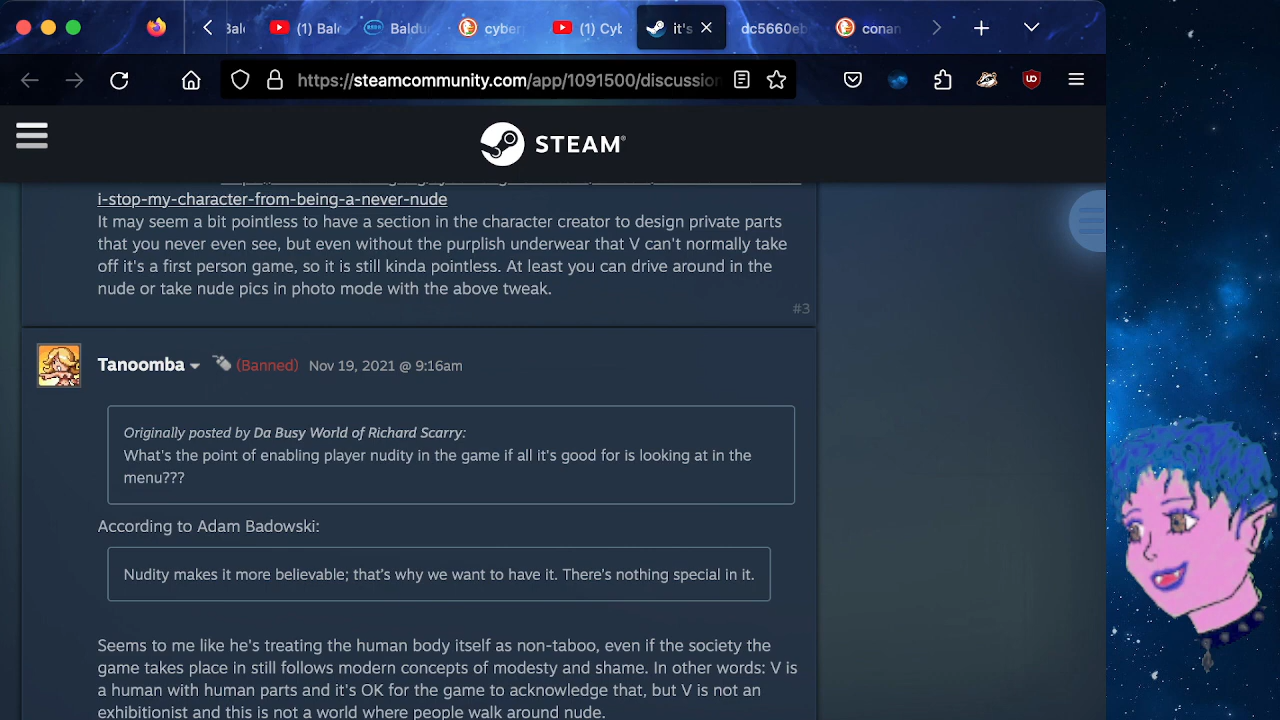 Balc
(1) Balc
Baldu
cyber
(1) Cyb
it's
dc5660eb
conan
https://steamcommunity.com/app/1091500/discussion
STEAM
i-stop-my-character-from-being-a-never-nude
It may seem a bit pointless to have a section in the character creator to design private parts
that you never even see, but even without the purplish underwear that V can't normally take
off it's a first person game, so it is still kinda pointless. At least you can drive around in the
nude or take nude pics in photo mode with the above tweak.
#3
Tanoomba (Banned) Nov 19, 2021 @ 9:16am
Originally posted by Da Busy World of Richard Scarry:
What's the point of enabling player nudity in the game if all it's good for is looking at in the
menu???
According to Adam Badowski:
Nudity makes it more believable; that's why we want to have it. There's nothing special in it.
Seems to me like he's treating the human body itself as non-taboo, even if the society the
game takes place in still follows modern concepts of modesty and shame. In other words: V is
a human with human parts and it's OK for the game to acknowledge that, but V is not an
exhibitionist and this is not a world where people walk around nude.